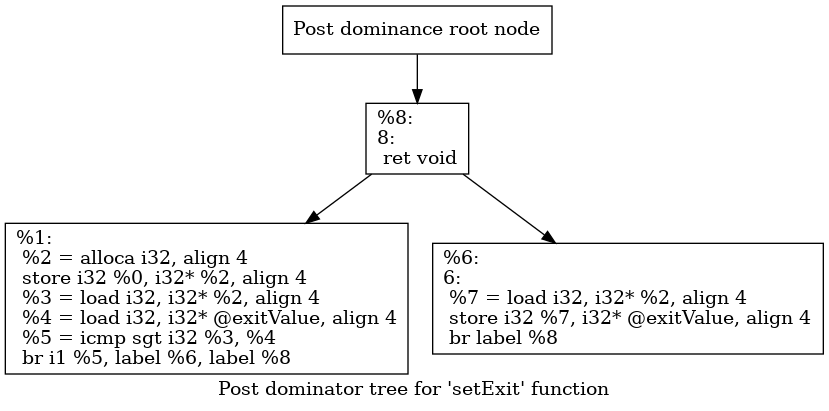 Post dominance root node
%8:
8:
ret void
%1:
%2 = alloca i32, align 4
store i32 %0, i32* %2, align 4
%3 = load i32, i32* %2, align 4
%4 = load i32, i32* @exitValue, align 4
%5 = icmp sgt i32 %3, %4
br i1 %5, label %6, label %8
%6:
6:
%7 = load i32, i32* %2, align 4
store i32 %7, i32* @exitValue, align 4
br label %8
Post dominator tree for 'setExit' function